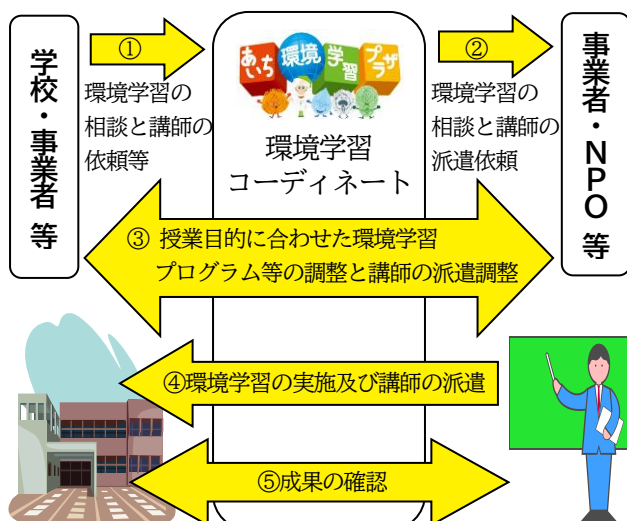 学校・事業者 等
①
環境学習の
相談と講師の
依頼等
あいち環境学習プラザ
環境学習
コーディネート
②
環境学習の
相談と講師の
派遣依頼
事業者・NPO 等
③ 授業目的に合わせた環境学習
プログラム等の調整と講師の派遣調整
④環境学習の実施及び講師の派遣
⑤成果の確認